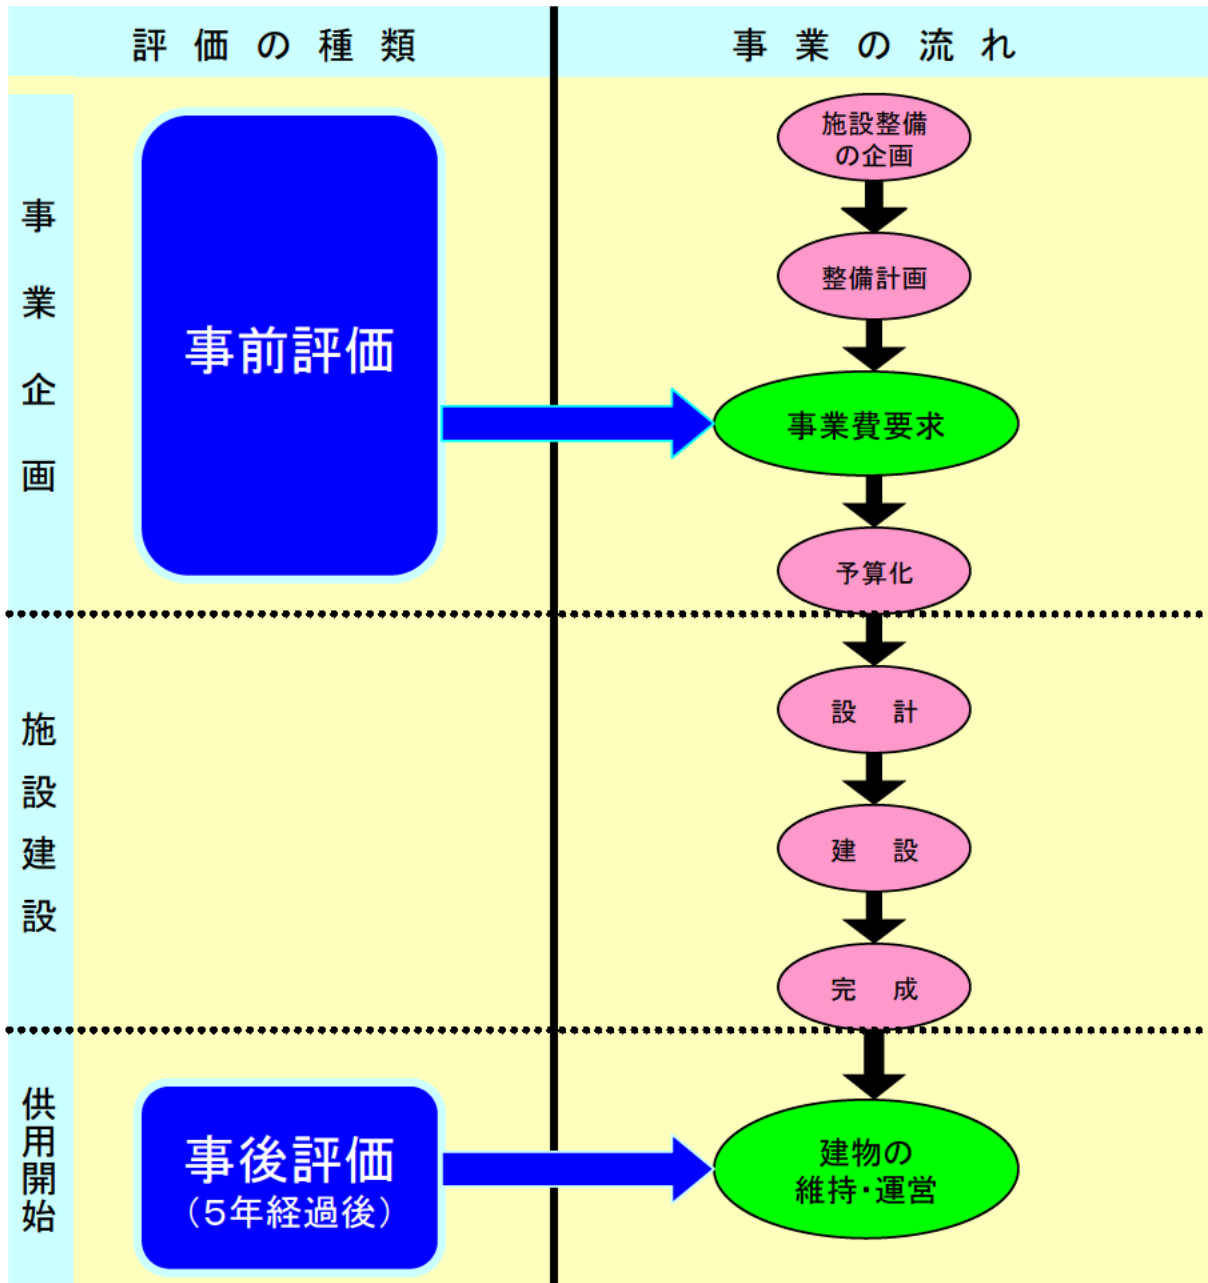 評価の種類
事業の流れ
事業企画
事前評価
施設整備
の企画
整備計画
事業費要求
予算化
施設建設
設計
建設
完成
供用開始
事後評価
（５年経過後）
建物の
維持・運営